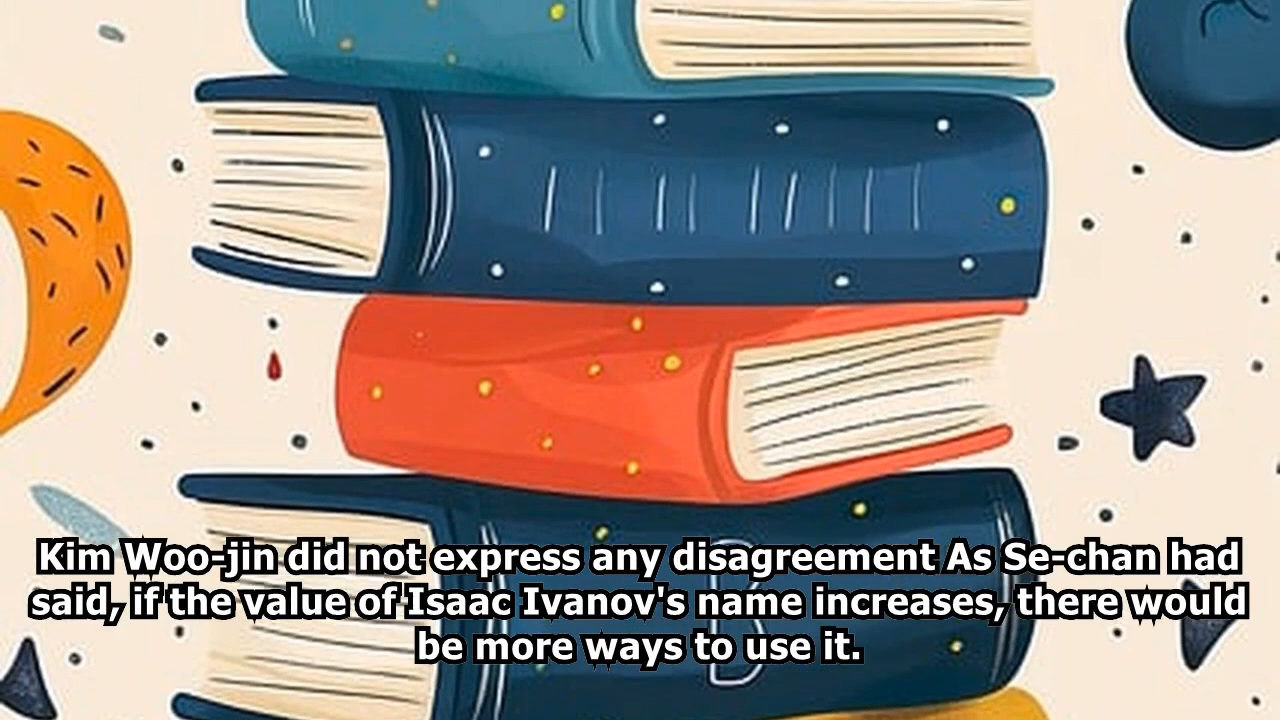 Kim Woo-jin did not express any disagreement As Se-chan had
said, if the value of Isaac Ivanov's name increases, there would
be more ways to use it.